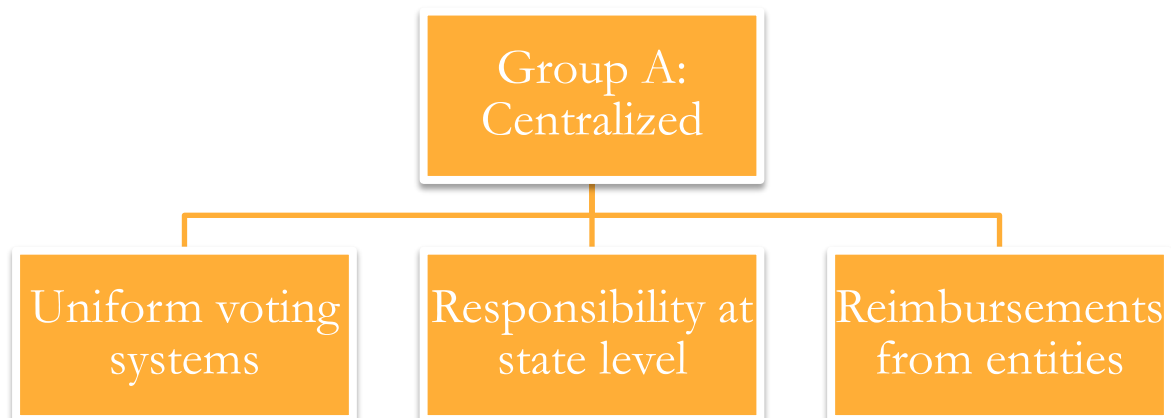 Group A:
Centralized
Uniform voting
systems
Responsibility at
state level
Reimbursements
from entities